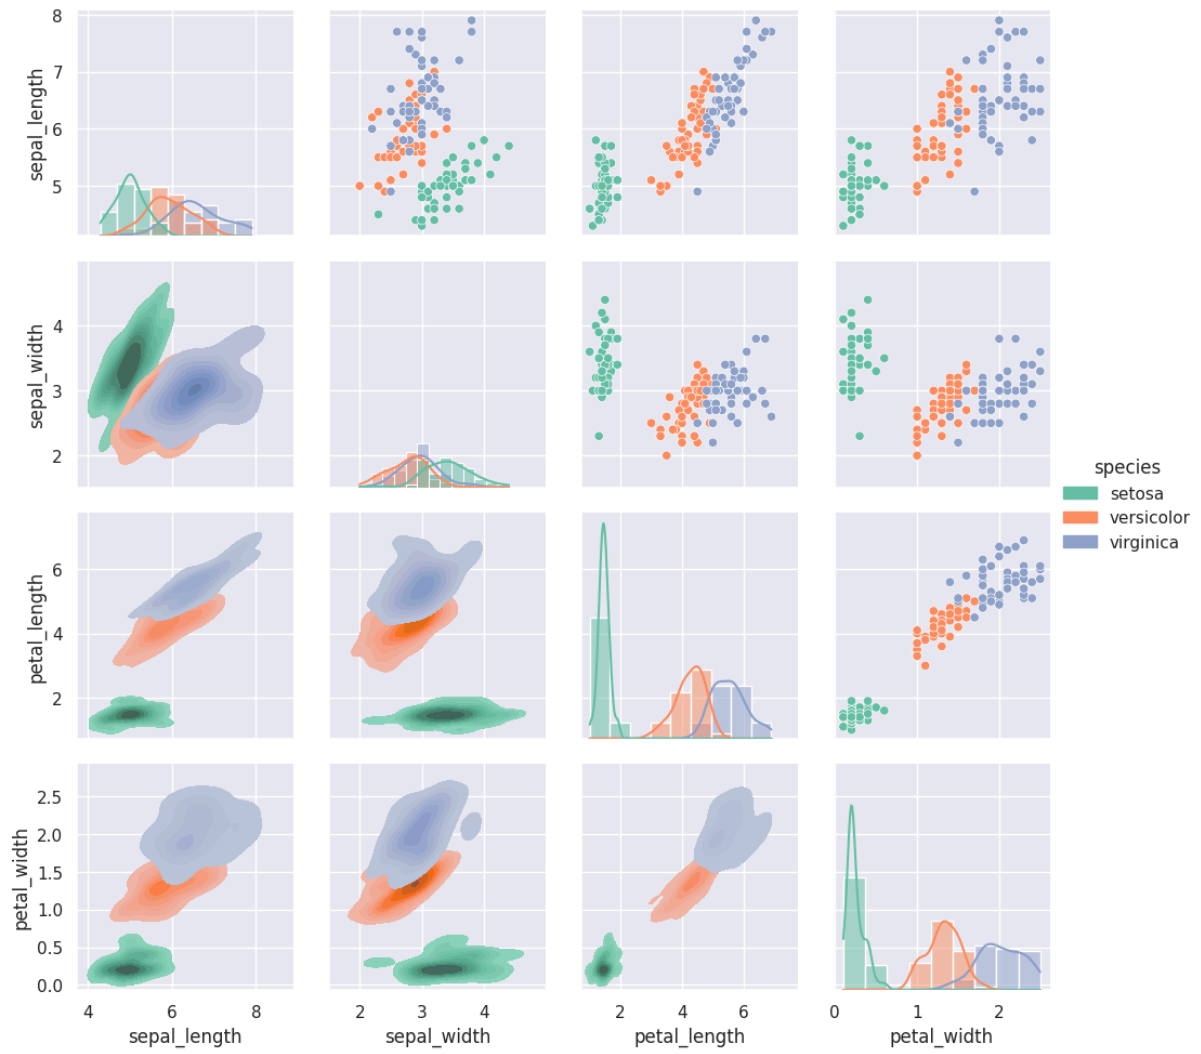 8
7
6
5
sepal_length
4
3
2
sepal_width
species
setosa
versicolor
virginica
6
4
2
petal_length
2.5
2.0
1.5
1.0
0.5
0.0
petal_width
4 6 8
2 3 4
2 4 6
0 1 2
sepal_length
sepal_width
petal_length
petal_width